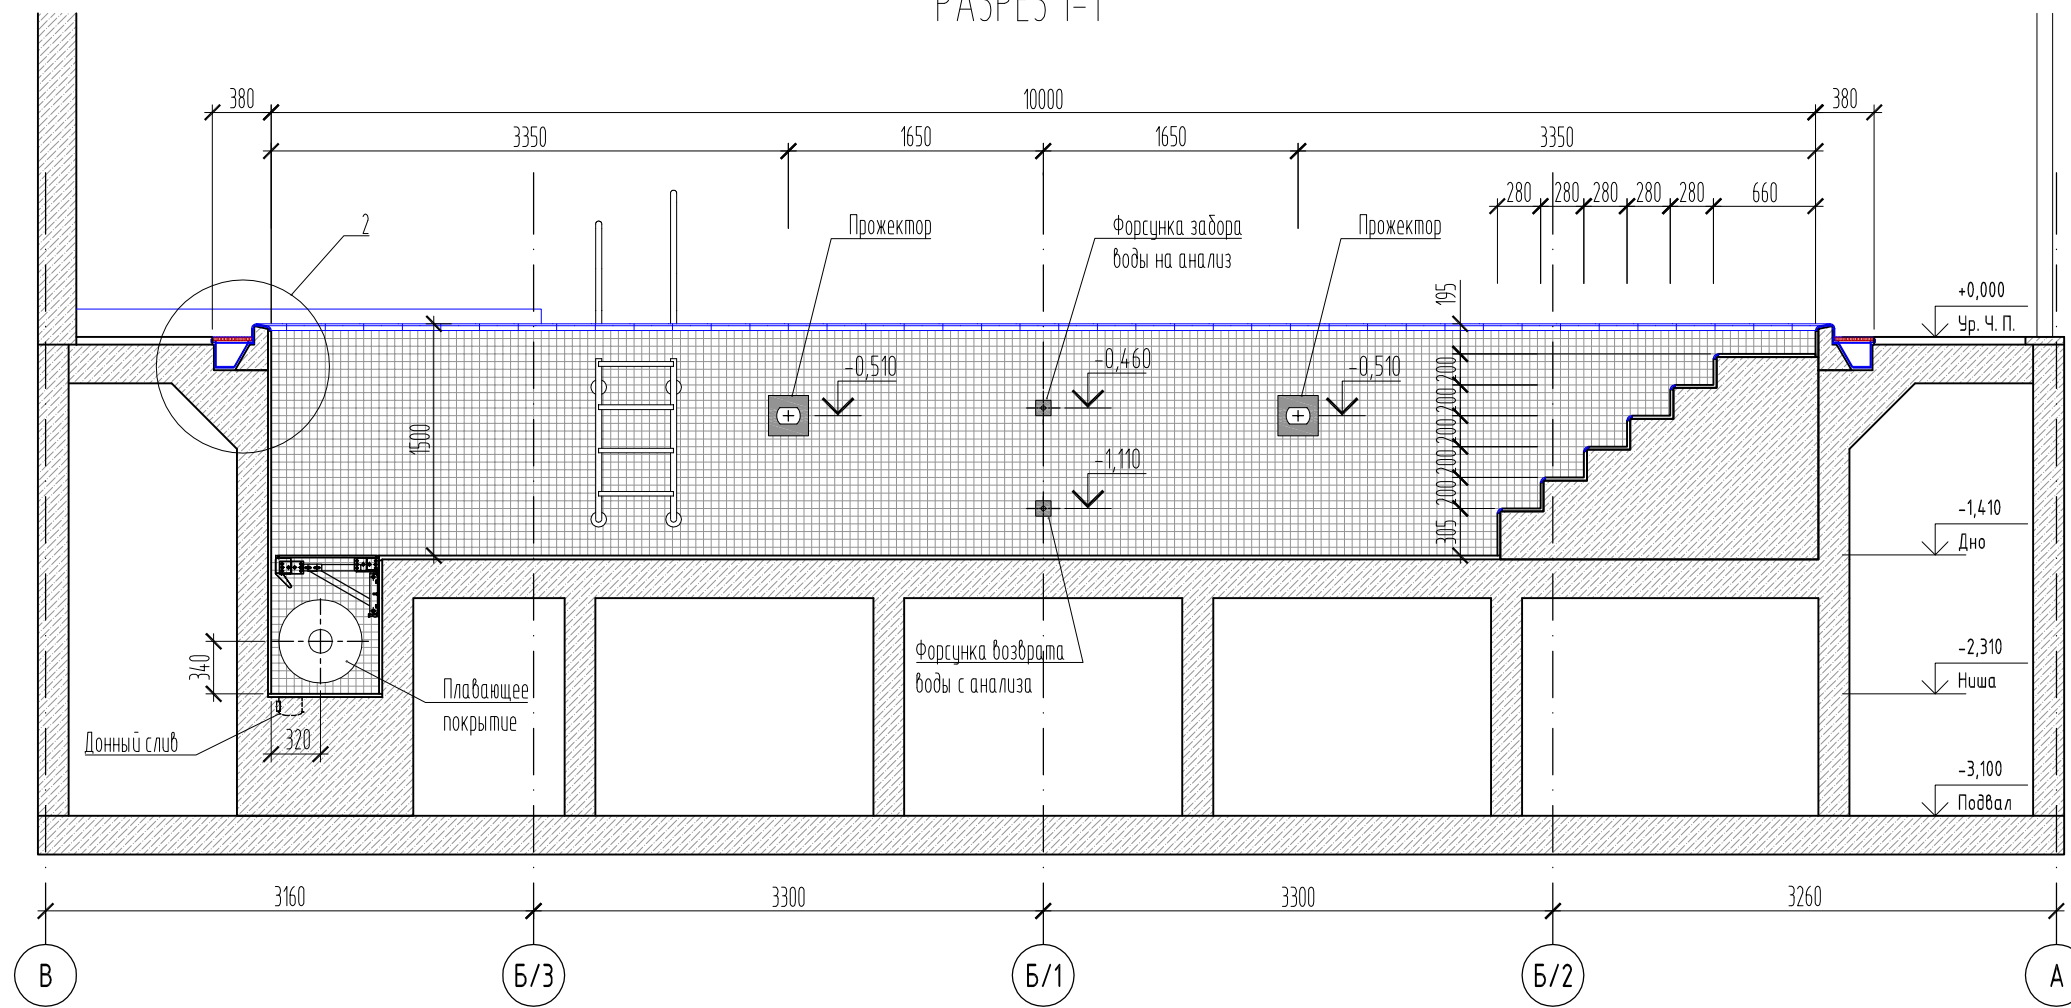 РАЗРЕЗ 1-1
380
10000
380
3350
1650
1650
3350
280
280
280
280
280
660
2
Прожектор
Форсунка забора
воды на анализ
Прожектор
195
+0,000
Ур. Ч. П.
-0,510
-0,460
-0,510
200
200
200
200
200
305
1500
-1,110
-1,410
Дно
340
Форсунка возврата
воды с анализа
-2,310
Ниша
Плавающее
покрытие
Донный слив
320
-3,100
Подвал
3160
3300
3300
3260
В
Б/3
Б/1
Б/2
А